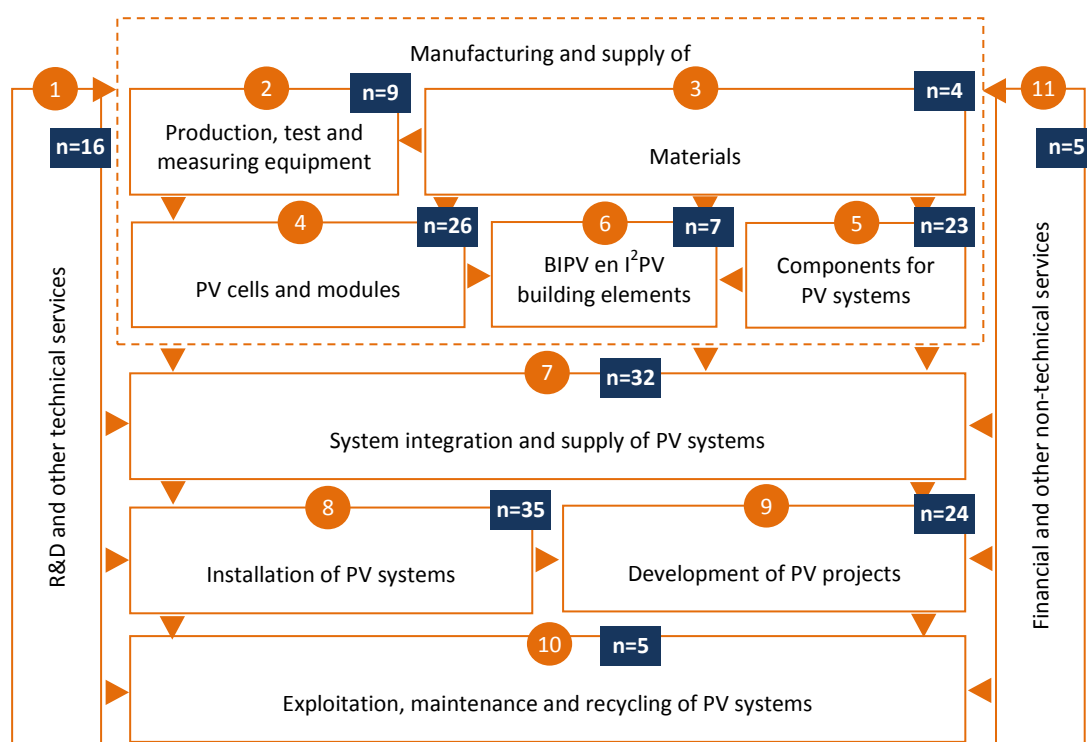 Manufacturing and supply of
1
2
n=9
3
n=4
11
n=16
Production, test and
measuring equipment
Materials
n=5
4
n=26
6
n=7
5
n=23
PV cells and modules
BIPV en I²PV
building elements
Components for
PV systems
7
n=32
System integration and supply of PV systems
8
n=35
9
n=24
Installation of PV systems
Development of PV projects
10
n=5
Exploitation, maintenance and recycling of PV systems
R&D and other technical services
Financial and other non-technical services